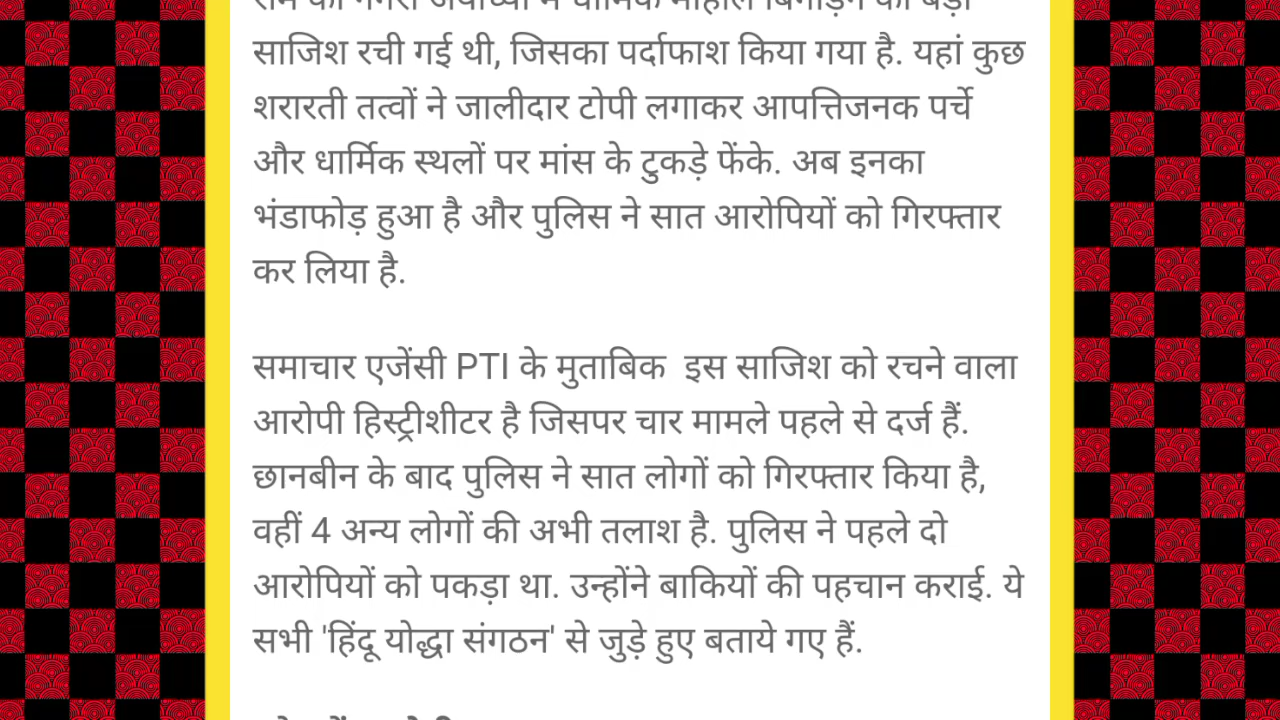 साजिश रची गई थी, जिसका पर्दाफाश किया गया है. यहां कुछ
शरारती तत्वों ने जालीदार टोपी लगाकर आपत्तिजनक पर्चे
और धार्मिक स्थलों पर मांस के टुकड़े फेंके. अब इनका
भंडाफोड़ हुआ है और पुलिस ने सात आरोपियों को गिरफ्तार
कर लिया है.
समाचार एजेंसी PTI के मुताबिक  इस साजिश को रचने वाला
आरोपी हिस्ट्रीशीटर है जिसपर चार मामले पहले से दर्ज हैं.
छानबीन के बाद पुलिस ने सात लोगों को गिरफ्तार किया है,
वहीं 4 अन्य लोगों की अभी तलाश है. पुलिस ने पहले दो
आरोपियों को पकड़ा था. उन्होंने बाकियों की पहचान कराई. ये
सभी 'हिंदू योद्धा संगठन' से जुड़े हुए बताये गए हैं.